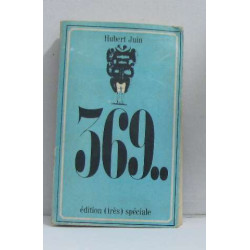 Hubert Juin
369..
édition (très) spéciale